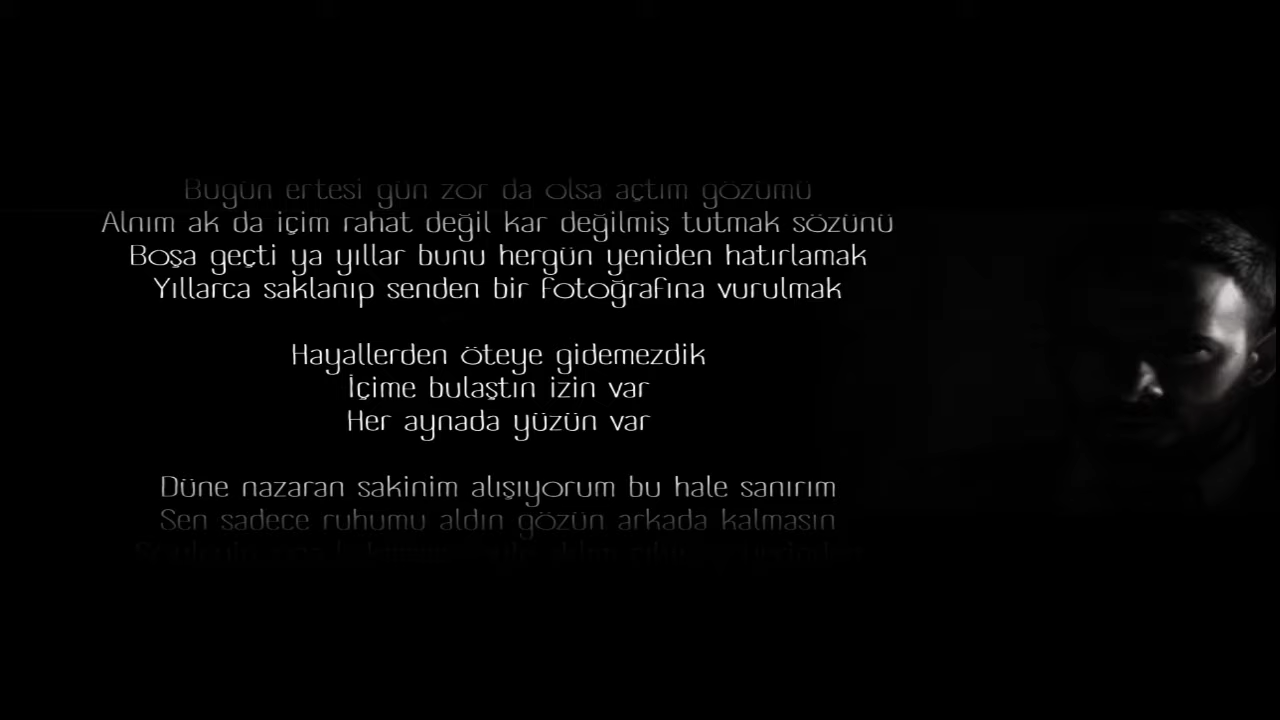 Bugün ertesi gün zor da olsa açtım gözümü
Alnım ak da içim rahat değil kar değilmiş tutmak sözünü
Boşa geçti ya yıllar bunu hergün yeniden hatırlamak
Yıllarca saklanıp senden bir fotoğrafına vurulmak
Hayallerden öteye gidemezdik
İçime bulaştın izin var
Her aynada yüzün var
Düne nazaran sakinim alışıyorum bu hale sanırım
Sen sadece ruhumu aldın gözün arkada kalmasın